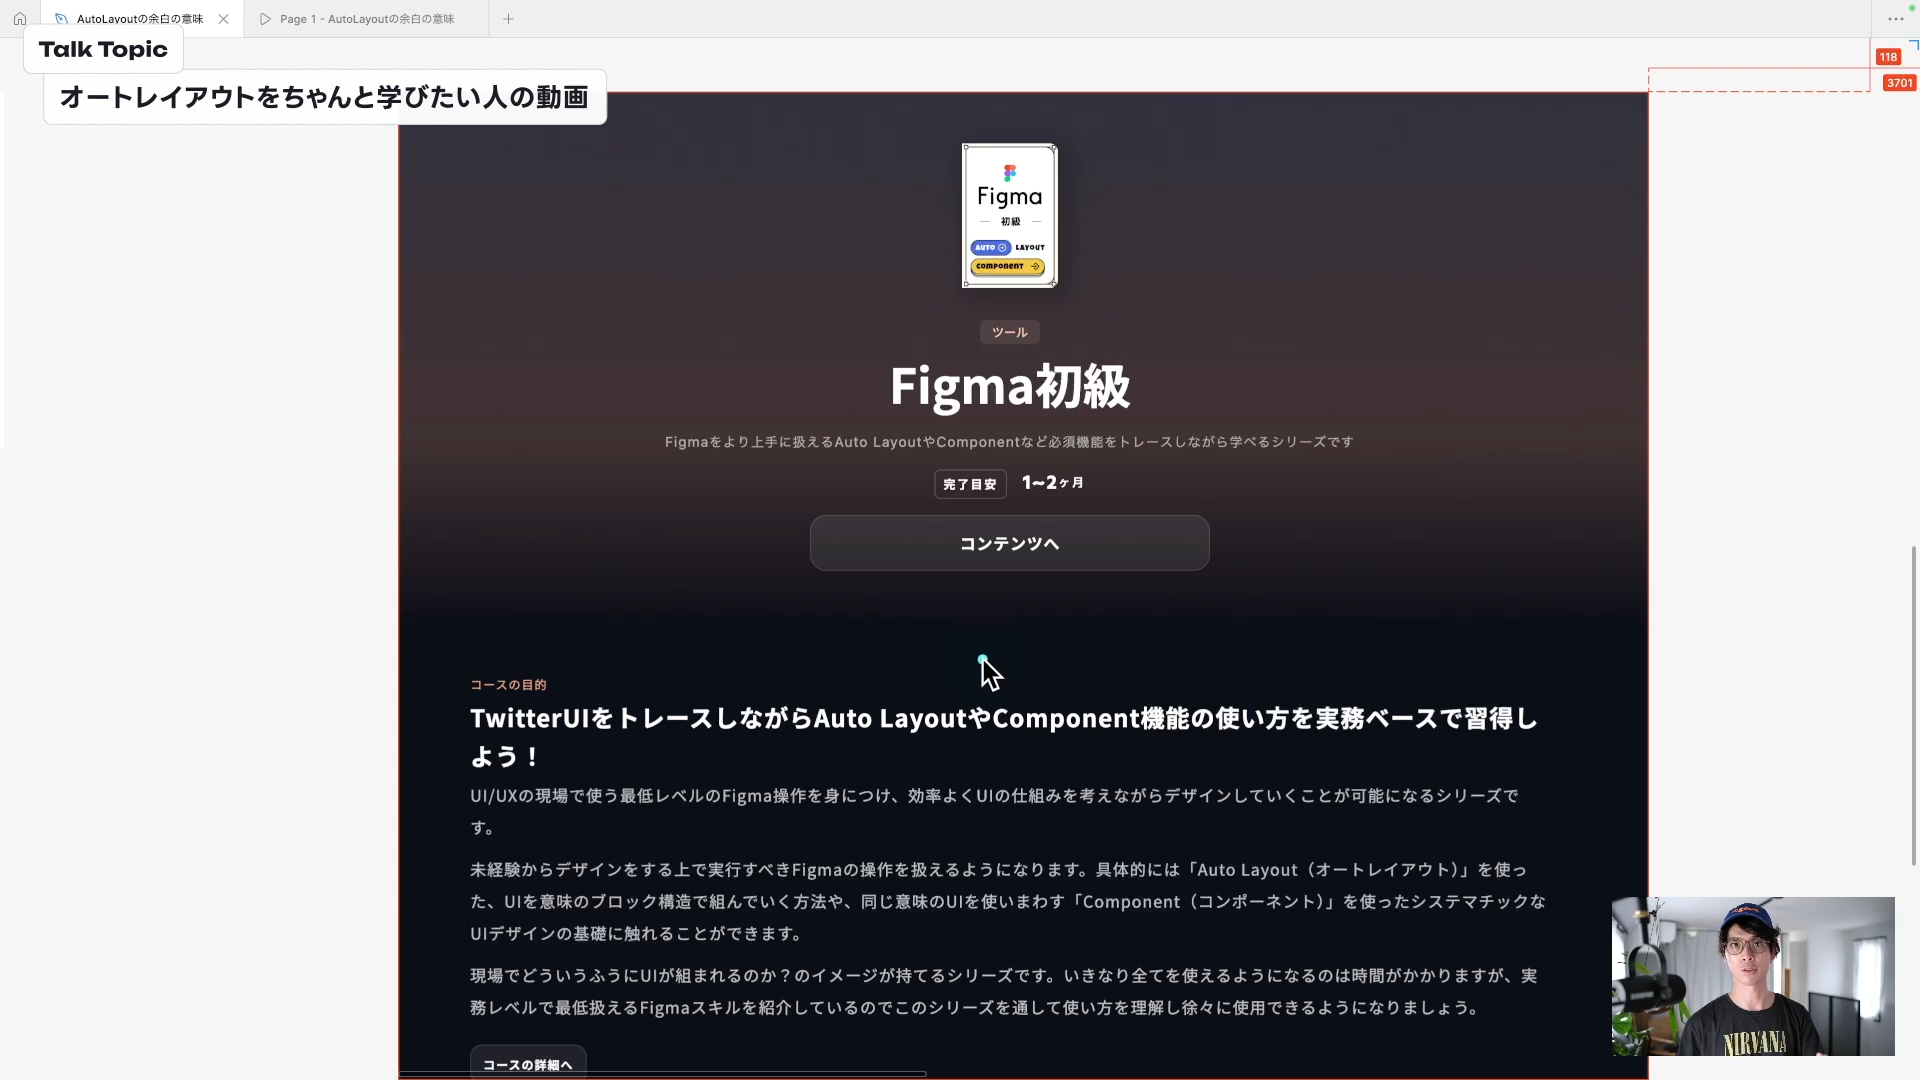 AutoLayoutの余白の意味
Page 1 - AutoLayoutの余白の意味
Talk Topic
オートレイアウトをちゃんと学びたい人の動画
118
3701
Figma
初級
AUTO
LAYOUT
COMPONENT
ツール
Figma初級
Figmaをより上手に扱えるAuto LayoutやComponentなど必須機能をトレースしながら学べるシリーズです
完了目安
1~2ヶ月
コンテンツへ
コースの目的
TwitterUIをトレースしながらAuto LayoutやComponent機能の使い方を実務ベースで習得し
よう！
UI/UXの現場で使う最低レベルのFigma操作を身につけ、効率よくUIの仕組みを考えながらデザインしていくことが可能になるシリーズで
す。
未経験からデザインをする上で実行すべきFigmaの操作を扱えるようになります。具体的には「Auto Layout（オートレイアウト）」を使っ
た、UIを意味のブロック構造で組んでいく方法や、同じ意味のUIを使いまわす「Component（コンポーネント）」を使ったシステマチックな
UIデザインの基礎に触れることができます。
現場でどういうふうにUIが組まれるのか？のイメージが持てるシリーズです。いきなり全てを使えるようになるのは時間がかかりますが、実
務レベルで最低扱えるFigmaスキルを紹介しているのでこのシリーズを通して使い方を理解し徐々に使用できるようになりましょう。
コースの詳細へ
NIRVANA